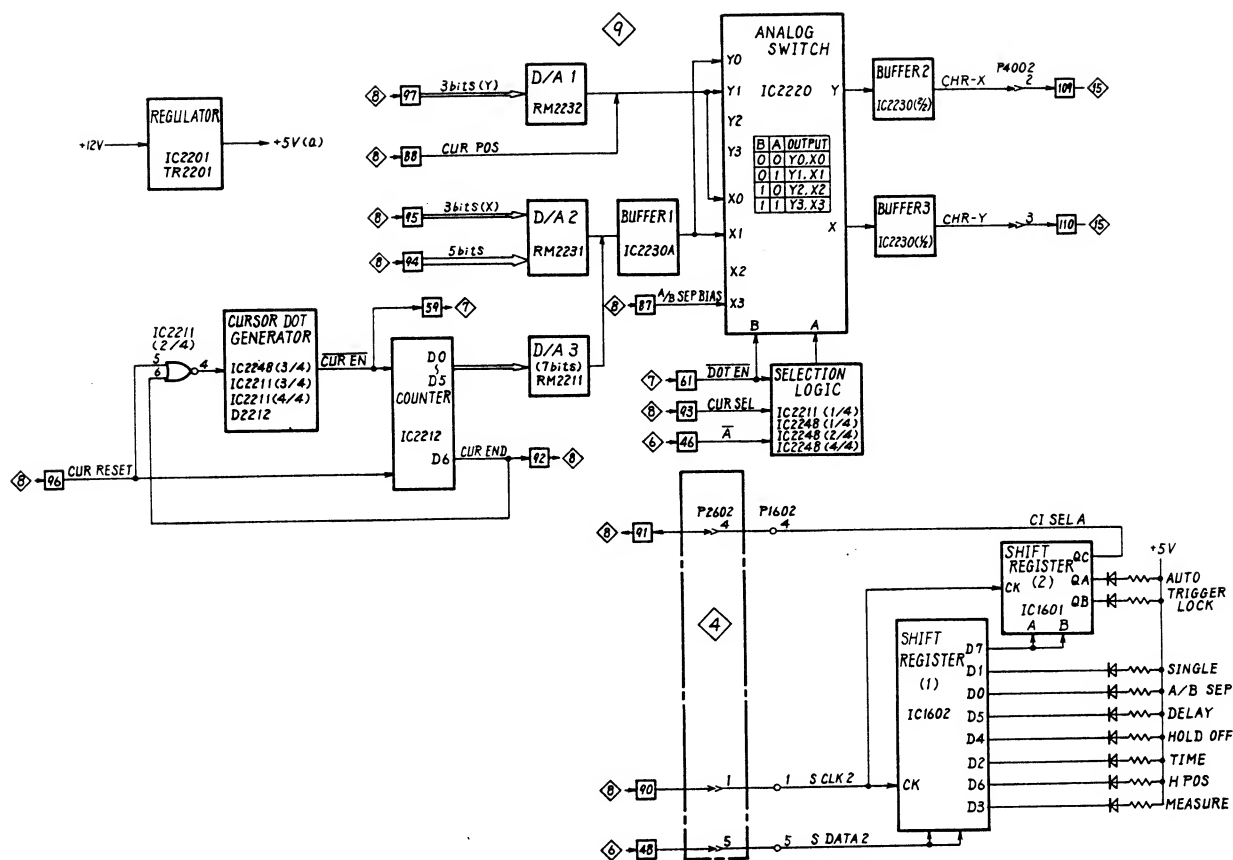 9
ANALOG
SWITCH
IC2220
Y0
Y1
Y2
Y3
X0
X1
X2
X3
Y
X
B
A
B A OUTPUT
0 0 Y0.X0
0 1 Y1.X1
1 0 Y2.X2
1 1 Y3.X3
REGULATOR
IC2201
TR2201
+12V
+5V(a)
8
97
3bits(Y)
D/A 1
RM2232
8
88
CUR POS
8
95
3bits(X)
8
94
5bits
D/A 2
RM2231
BUFFER 1
IC2230A
8
87
A/B SEP BIAS
BUFFER 2
IC2230(2/2)
CHR-X
P4002
2
109
15
BUFFER 3
IC2230(1/2)
CHR-Y
3
110
15
IC2211
(2/4)
5
6
4
CURSOR DOT
GENERATOR
IC2248(3/4)
IC2211(3/4)
IC2211(4/4)
D2212
CUR EN
59
7
D0
D5
COUNTER
IC2212
D6
D/A 3
(7bits)
RM2211
CUR END
92
8
8
96
CUR RESET
7
61
DOT EN
8
93
CUR SEL
6
46
A
SELECTION
LOGIC
IC2211 (1/4)
IC2248 (1/4)
IC2248 (2/4)
IC2248 (4/4)
P2602
P1602
8
91
4
4
CI SEL A
4
SHIFT
REGISTER
(2)
IC1601
CK
QC
QA
QB
A
B
+5V
AUTO
TRIGGER
LOCK
SHIFT
REGISTER
(1)
IC1602
CK
D7
D1
D0
D5
D4
D2
D6
D3
SINGLE
A/B SEP
DELAY
HOLD OFF
TIME
H POS
MEASURE
8
90
1
1
S CLK 2
6
48
5
5
S DATA 2